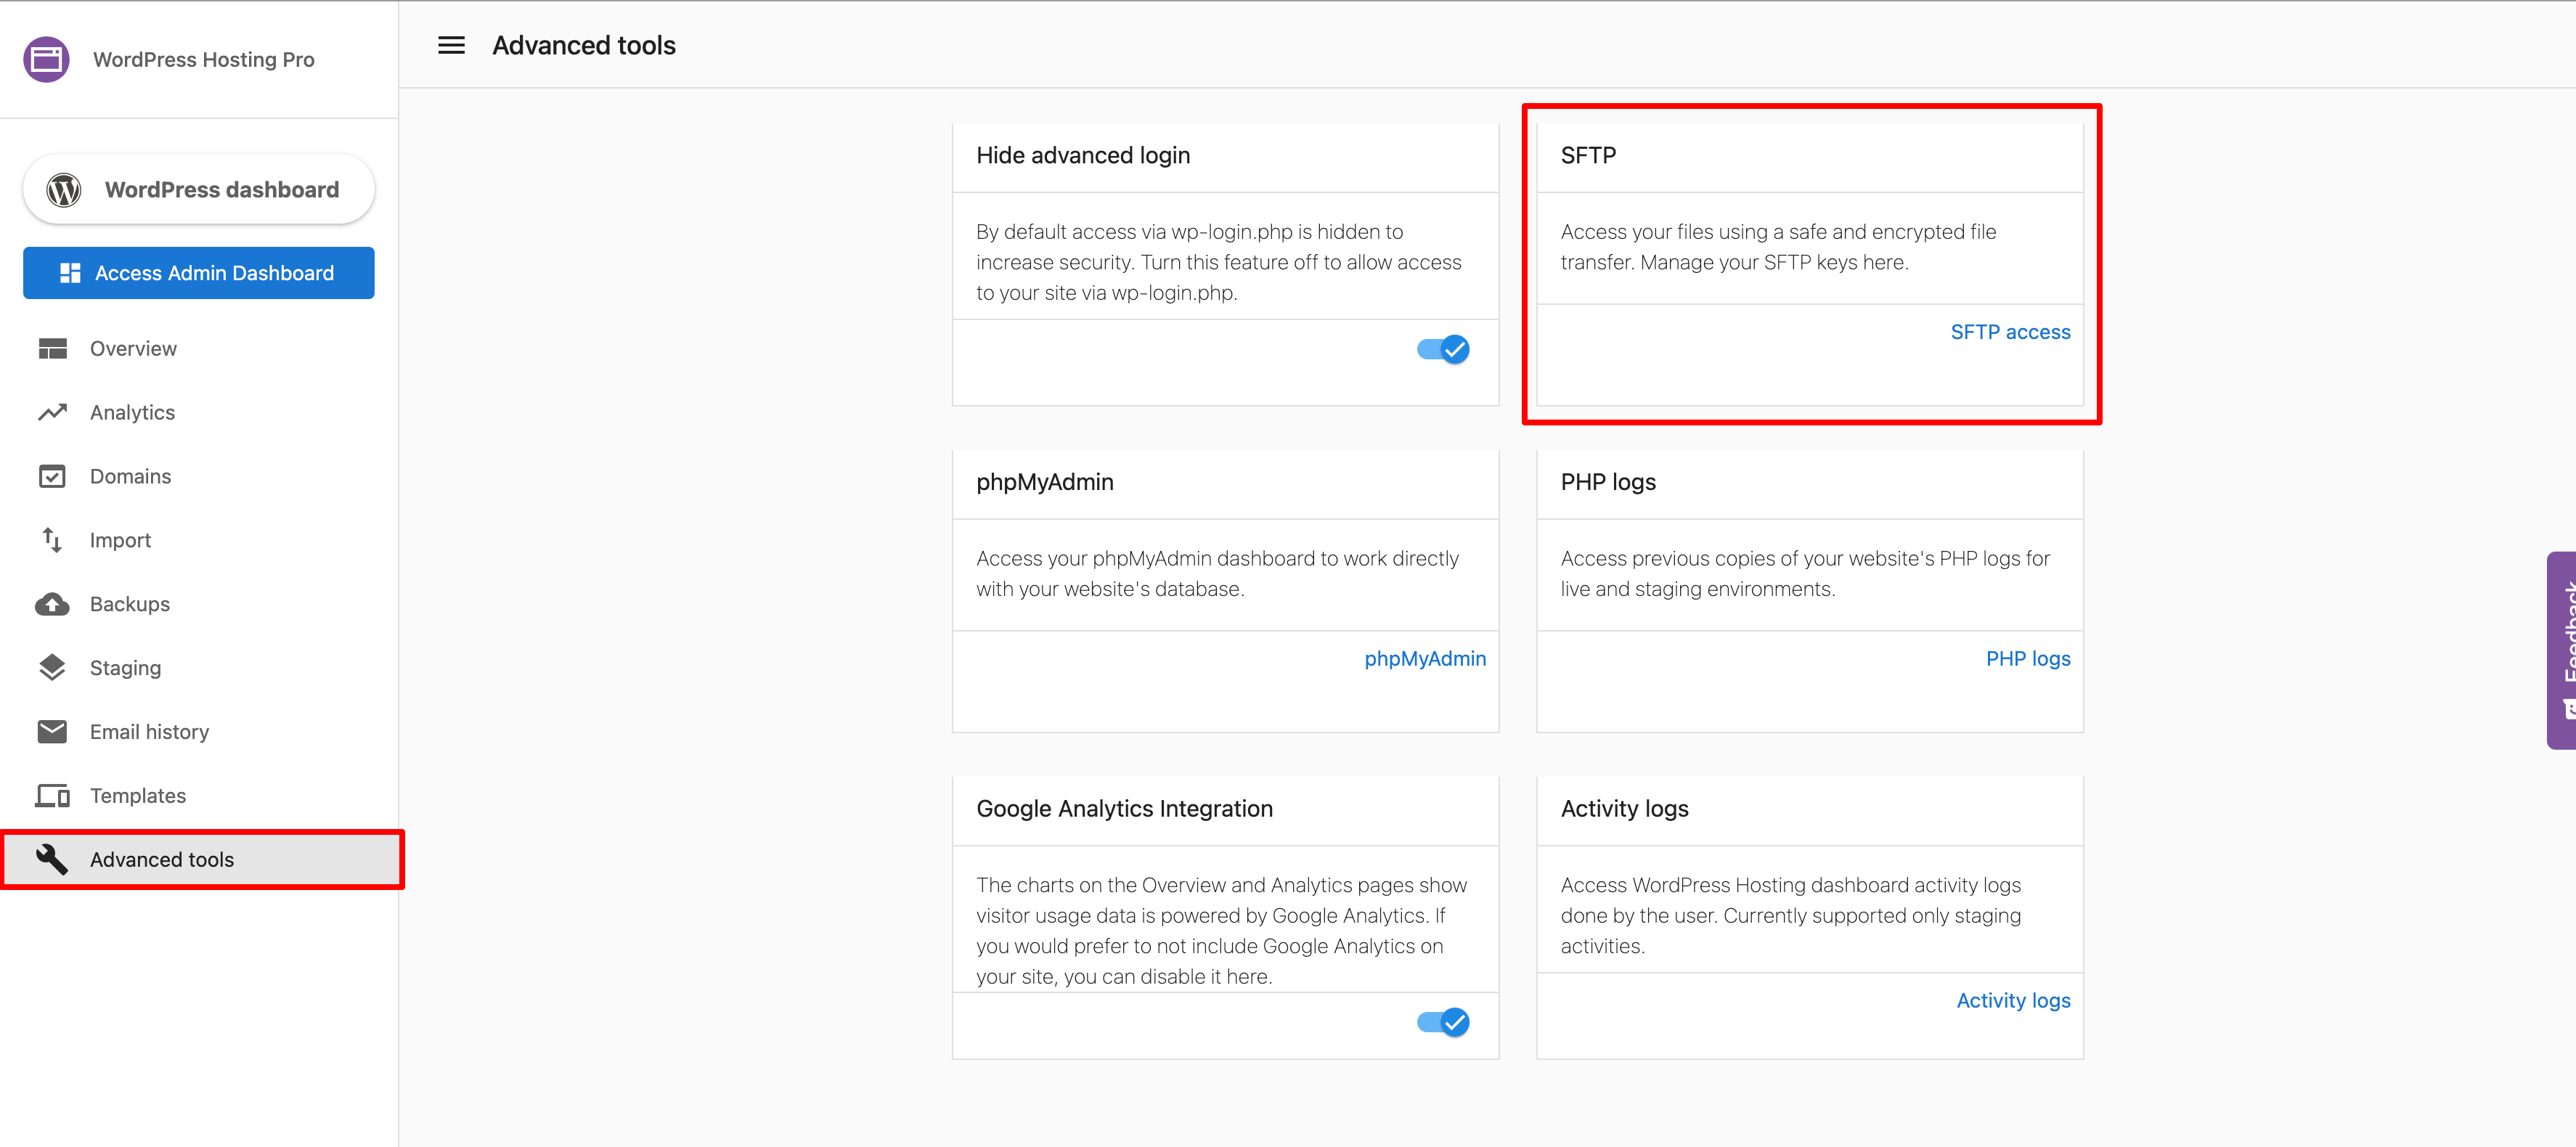 WordPress Hosting Pro
WordPress dashboard
Access Admin Dashboard
Overview
Analytics
Domains
Import
Backups
Staging
Email history
Templates
Advanced tools
Advanced tools
Hide advanced login
By default access via wp-login.php is hidden to
increase security. Turn this feature off to allow access
to your site via wp-login.php.
SFTP
Access your files using a safe and encrypted file
transfer. Manage your SFTP keys here.
SFTP access
phpMyAdmin
Access your phpMyAdmin dashboard to work directly
with your website's database.
phpMyAdmin
PHP logs
Access previous copies of your website's PHP logs for
live and staging environments.
PHP logs
Google Analytics Integration
The charts on the Overview and Analytics pages show
visitor usage data is powered by Google Analytics. If
you would prefer to not include Google Analytics on
your site, you can disable it here.
Activity logs
Access WordPress Hosting dashboard activity logs
done by the user. Currently supported only staging
activities.
Activity logs
Feedback